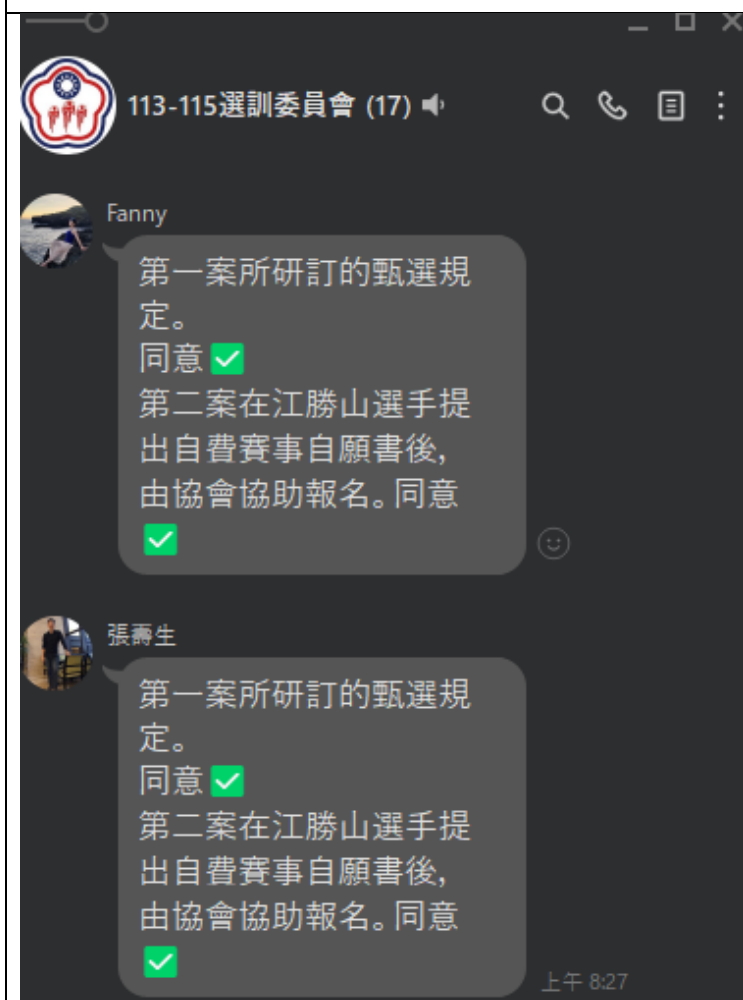 113-115選訓委員會 (17)
Fanny
第一案所研訂的甄選規
定。
同意✅
第二案在江勝山選手提
出自費賽事自願書後,
由協會協助報名。同意
✅
張壽生
第一案所研訂的甄選規
定。
同意✅
第二案在江勝山選手提
出自費賽事自願書後,
由協會協助報名。同意
✅
上午 8:27